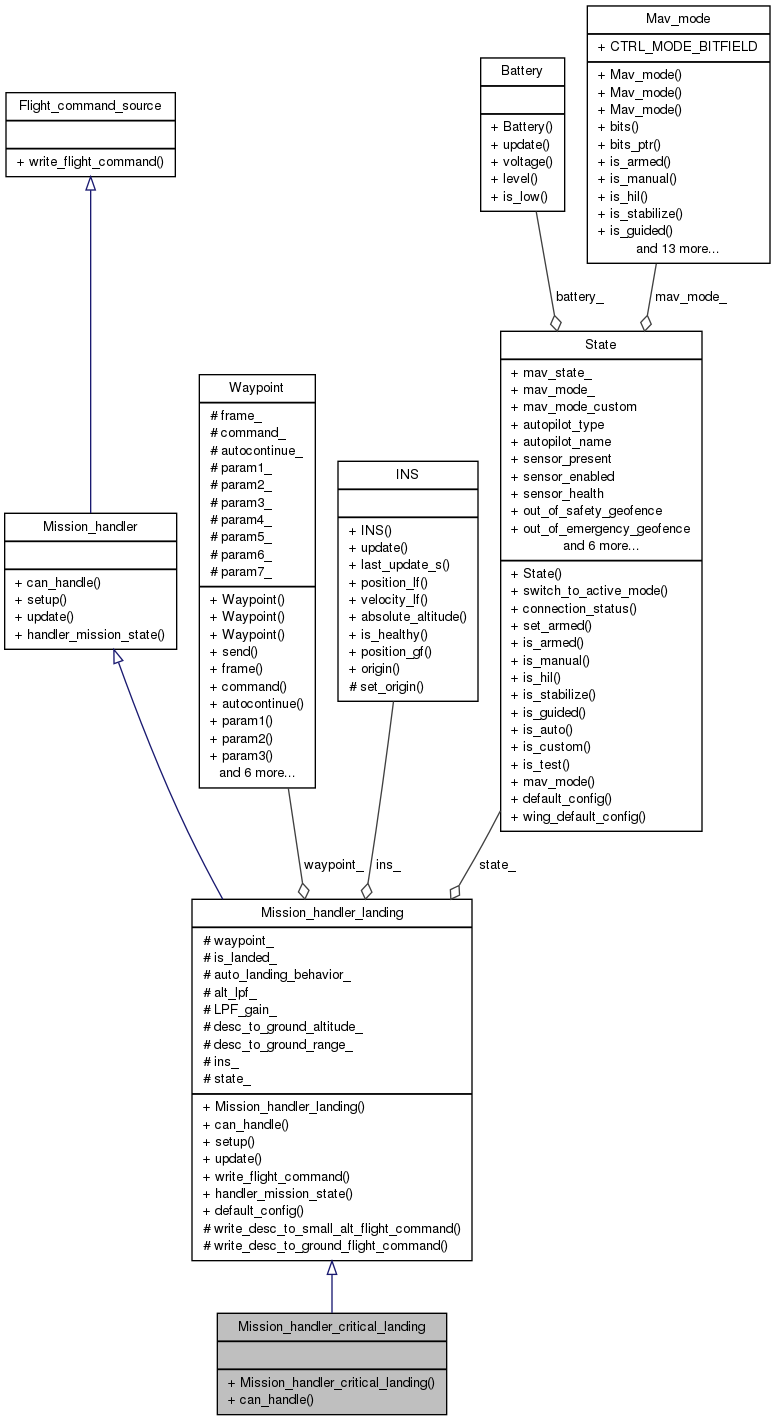 Mav_mode
+ CTRL_MODE_BITFIELD
+ Mav_mode()
+ Mav_mode()
+ Mav_mode()
+ bits()
+ bits_ptr()
+ is_armed()
+ is_manual()
+ is_hil()
+ is_stabilize()
+ is_guided()
and 13 more...
Battery
+ Battery()
+ update()
+ voltage()
+ level()
+ is_low()
Flight_command_source
+ write_flight_command()
battery_
mav_mode_
State
+ mav_state_
+ mav_mode_
+ mav_mode_custom
+ autopilot_type
+ autopilot_name
+ sensor_present
+ sensor_enabled
+ sensor_health
+ out_of_safety_geofence
+ out_of_emergency_geofence
and 6 more...
+ State()
+ switch_to_active_mode()
+ connection_status()
+ set_armed()
+ is_armed()
+ is_manual()
+ is_hil()
+ is_stabilize()
+ is_guided()
+ is_auto()
+ is_custom()
+ is_test()
+ mav_mode()
+ default_config()
+ wing_default_config()
Waypoint
# frame_
# command_
# autocontinue_
# param1_
# param2_
# param3_
# param4_
# param5_
# param6_
# param7_
+ Waypoint()
+ Waypoint()
+ Waypoint()
+ send()
+ frame()
+ command()
+ autocontinue()
+ param1()
+ param2()
+ param3()
and 6 more...
INS
+ INS()
+ update()
+ last_update_s()
+ position_lf()
+ velocity_lf()
+ absolute_altitude()
+ is_healthy()
+ position_gf()
+ origin()
# set_origin()
Mission_handler
+ can_handle()
+ setup()
+ update()
+ handler_mission_state()
waypoint_
ins_
state_
Mission_handler_landing
# waypoint_
# is_landed_
# auto_landing_behavior_
# alt_lpf_
# LPF_gain_
# desc_to_ground_altitude_
# desc_to_ground_range_
# ins_
# state_
+ Mission_handler_landing()
+ can_handle()
+ setup()
+ update()
+ write_flight_command()
+ handler_mission_state()
+ default_config()
# write_desc_to_small_alt_flight_command()
# write_desc_to_ground_flight_command()
Mission_handler_critical_landing
+ Mission_handler_critical_landing()
+ can_handle()